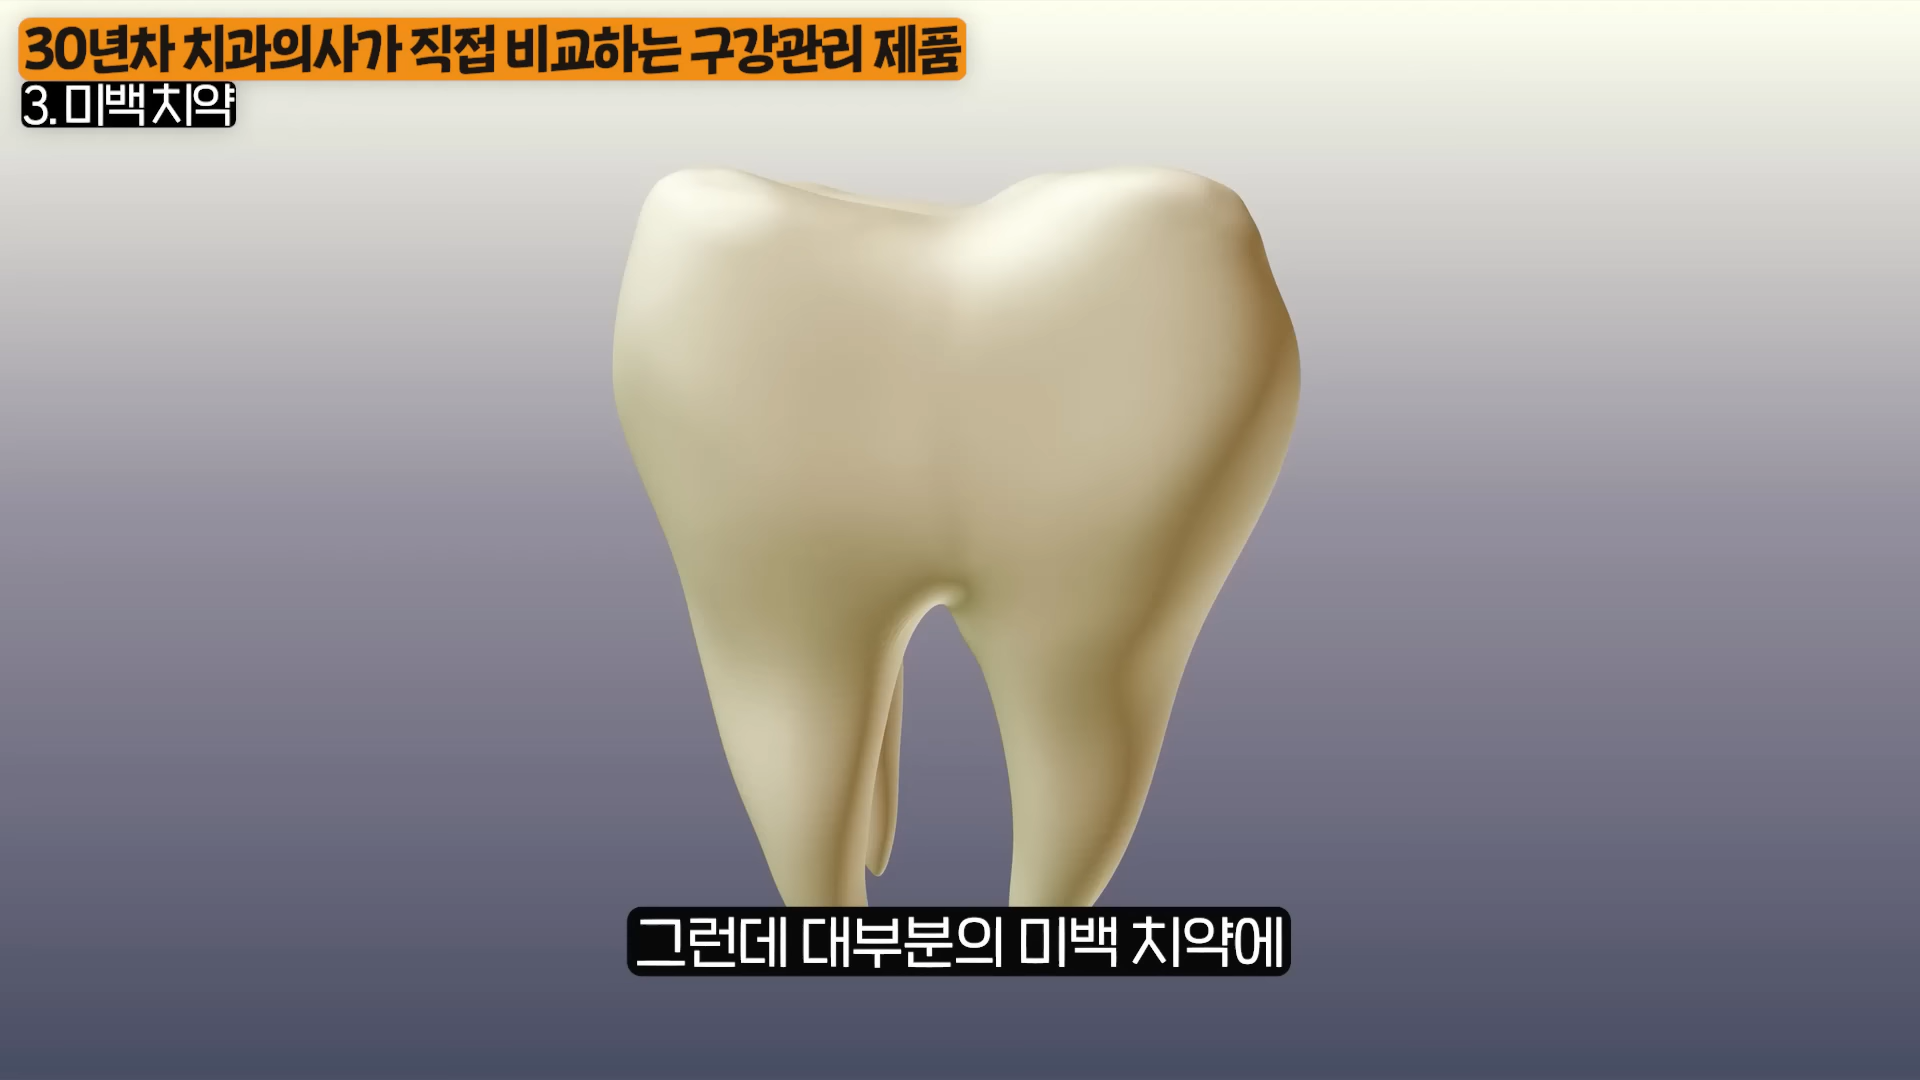 30년차 치과의사가 직접 비교하는 구강관리 제품
3. 미백 치약
그런데 대부분의 미백 치약에